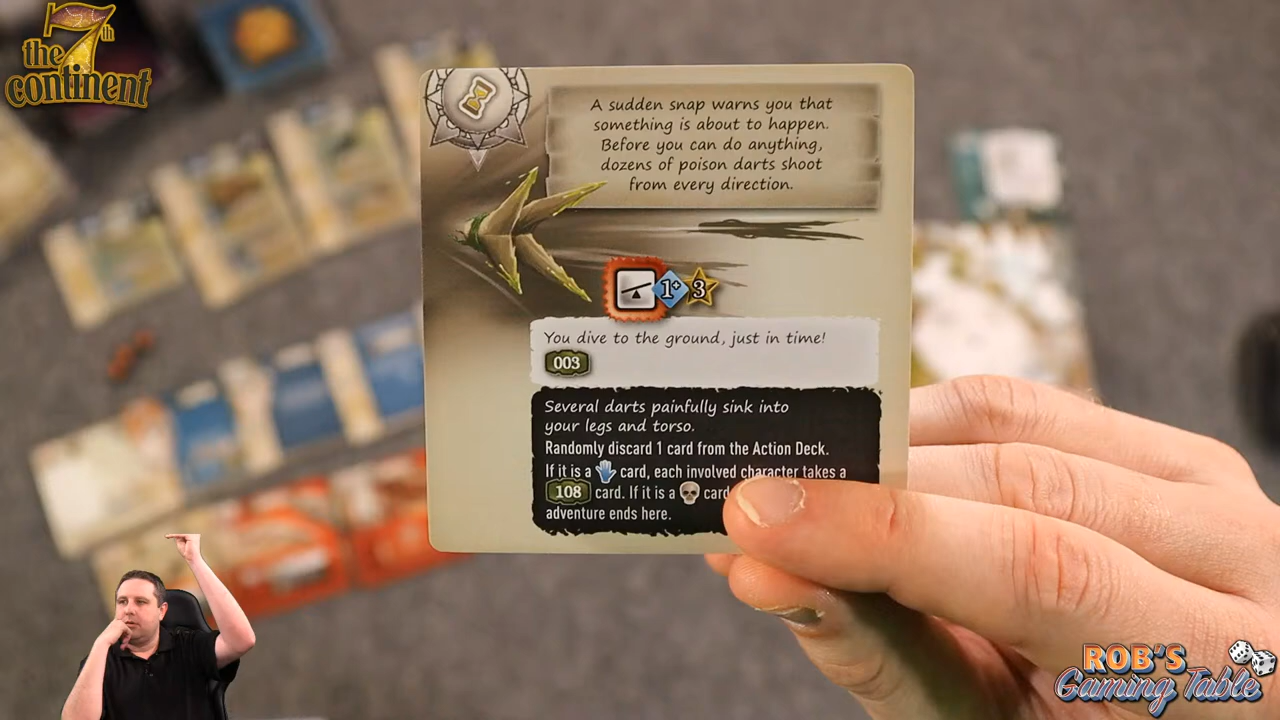 the
7th
continent
A sudden snap warns you that
something is about to happen.
Before you can do anything,
dozens of poison darts shoot
from every direction.
1+ 3
You dive to the ground, just in time!
003
Several darts painfully sink into
your legs and torso.
Randomly discard 1 card from the Action Deck.
If it is a card, each involved character takes a
108 card. If it is a card
adventure ends here.
ROB'S
Gaming Table